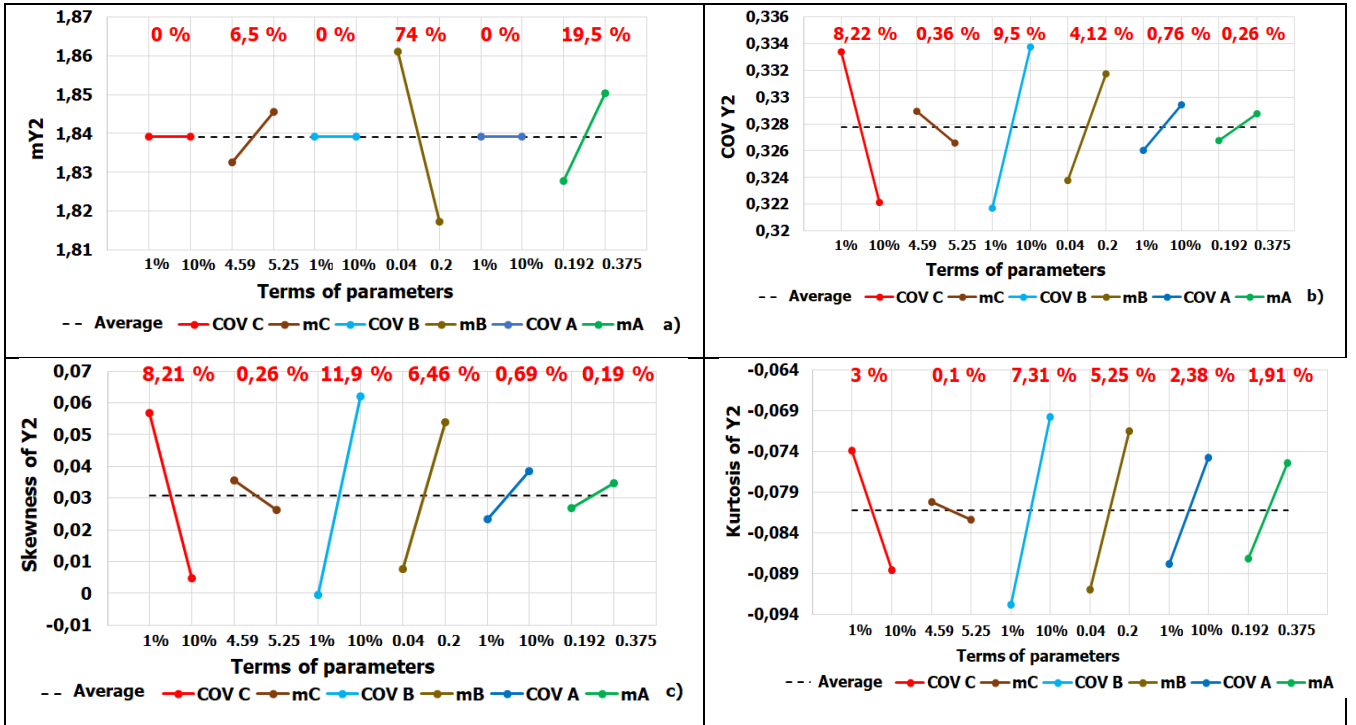 1,87
0 % 6,5 % 0 % 74 % 0 % 19,5 %
1,86
1,85
1,84
1,83
1,82
1,81
mY2
1% 10% 4.59 5.25 1% 10% 0.04 0.2 1% 10% 0.192 0.375
Terms of parameters
Average COV C mC COV B mB COV A mA a)
0,336
8,22 % 0,36 % 9,5 % 4,12 % 0,76 % 0,26 %
0,334
0,332
0,33
0,328
0,326
0,324
0,322
0,32
COV Y2
1% 10% 4.59 5.25 1% 10% 0.04 0.2 1% 10% 0.192 0.375
Terms of parameters
Average COV C mC COV B mB COV A mA b)
0,07
8,21 % 0,26 % 11,9 % 6,46 % 0,69 % 0,19 %
0,06
0,05
0,04
0,03
0,02
0,01
0
-0,01
Skewness of Y2
1% 10% 4.59 5.25 1% 10% 0.04 0.2 1% 10% 0.192 0.375
Terms of parameters
Average COV C mC COV B mB COV A mA c)
-0,064
3 % 0,1 % 7,31 % 5,25 % 2,38 % 1,91 %
-0,069
-0,074
-0,079
-0,084
-0,089
-0,094
Kurtosis of Y2
1% 10% 4.59 5.25 1% 10% 0.04 0.2 1% 10% 0.192 0.375
Terms of parameters
Average COV C mC COV B mB COV A mA